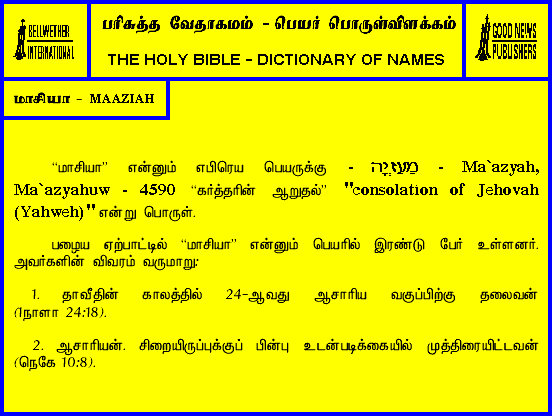 BELLWETHER
INTERNATIONAL
பரிசுத்த வேதாகமம் - பெயர் பொருள்விளக்கம்
THE HOLY BIBLE - DICTIONARY OF NAMES
GOOD NEWS
PUBLISHERS
மாசியா - MAAZIAH
“மாசியா” என்னும் எபிரெய பெயருக்கு - מַעַזְיָה - Ma`azyah,
Ma`azyahuw - 4590 “கர்த்தரின் ஆறுதல்” "consolation of Jehovah
(Yahweh)" என்று பொருள்.
பழைய ஏற்பாட்டில் “மாசியா” என்னும் பெயரில் இரண்டு பேர் உள்ளனர்.
அவர்களின் விவரம் வருமாறு:
1. தாவீதின் காலத்தில் 24-ஆவது ஆசாரிய வகுப்பிற்கு தலைவன்
(1நாளா 24:18).
2. ஆசாரியன். சிறையிருப்புக்குப் பின்பு உடன்படிக்கையில் முத்திரையிட்டவன்
(நெகே 10:8).